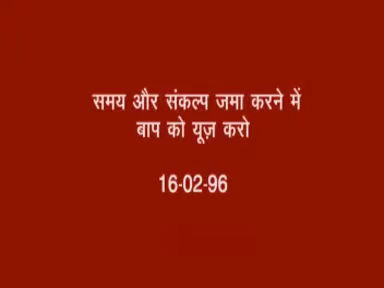 समय और संकल्प जमा करने में
बाप को यूज़ करो
16-02-96